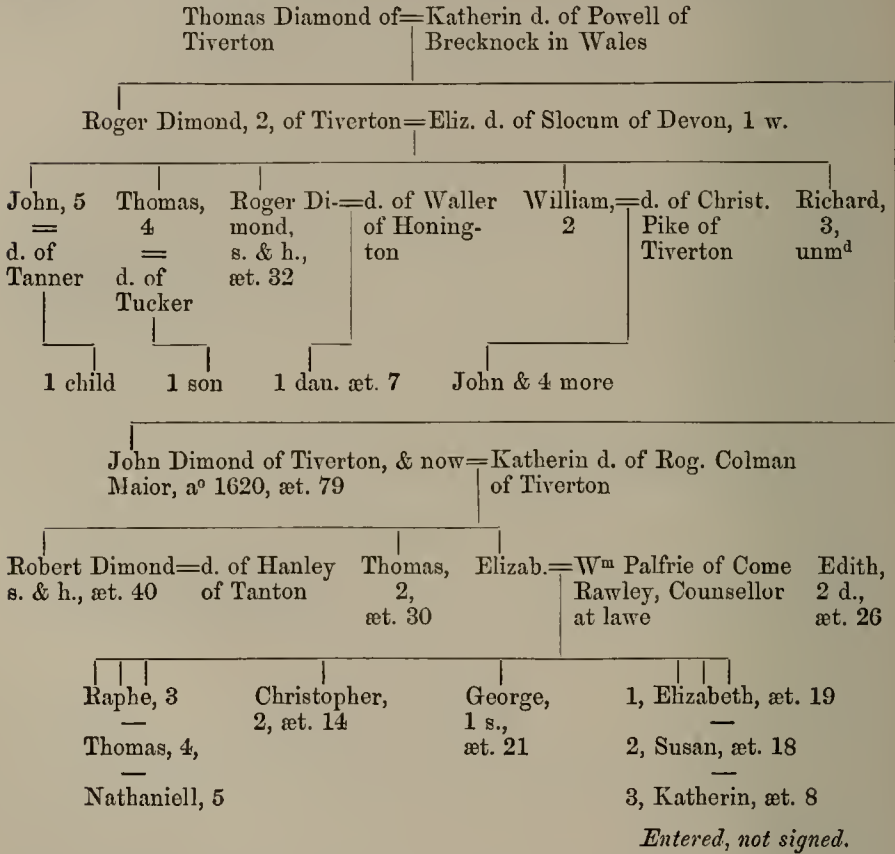 Thomas Diamond of=Katherin d. of Powell of
Tiverton Brecknock in Wales
Roger Dimond, 2, of Tiverton=Eliz. d. of Slocum of Devon, 1 w.
John, 5
=
d. of
Tanner
Thomas,
4
=
d. of
Tucker
Roger Di-=d. of Waller
mond, of Honing-
s. & h., ton
æt. 32
William,=d. of Christ.
2 Pike of
Tiverton
Richard,
3,
unmᵈ
1 child 1 son 1 dau. æt. 7 John & 4 more
John Dimond of Tiverton, & now=Katherin d. of Rog. Colman
Maior, aº 1620, æt. 79 of Tiverton
Robert Dimond=d. of Hanley
s. & h., æt. 40 of Tanton
Thomas,
2,
æt. 30
Elizab.=Wᵐ Palfrie of Come
Rawley, Counsellor
at lawe
Edith,
2 d.,
æt. 26
Raphe, 3
—
Thomas, 4,
—
Nathaniell, 5
Christopher,
2, æt. 14
George,
1 s.,
æt. 21
1, Elizabeth, æt. 19
—
2, Susan, æt. 18
—
3, Katherin, æt. 8
Entered, not signed.